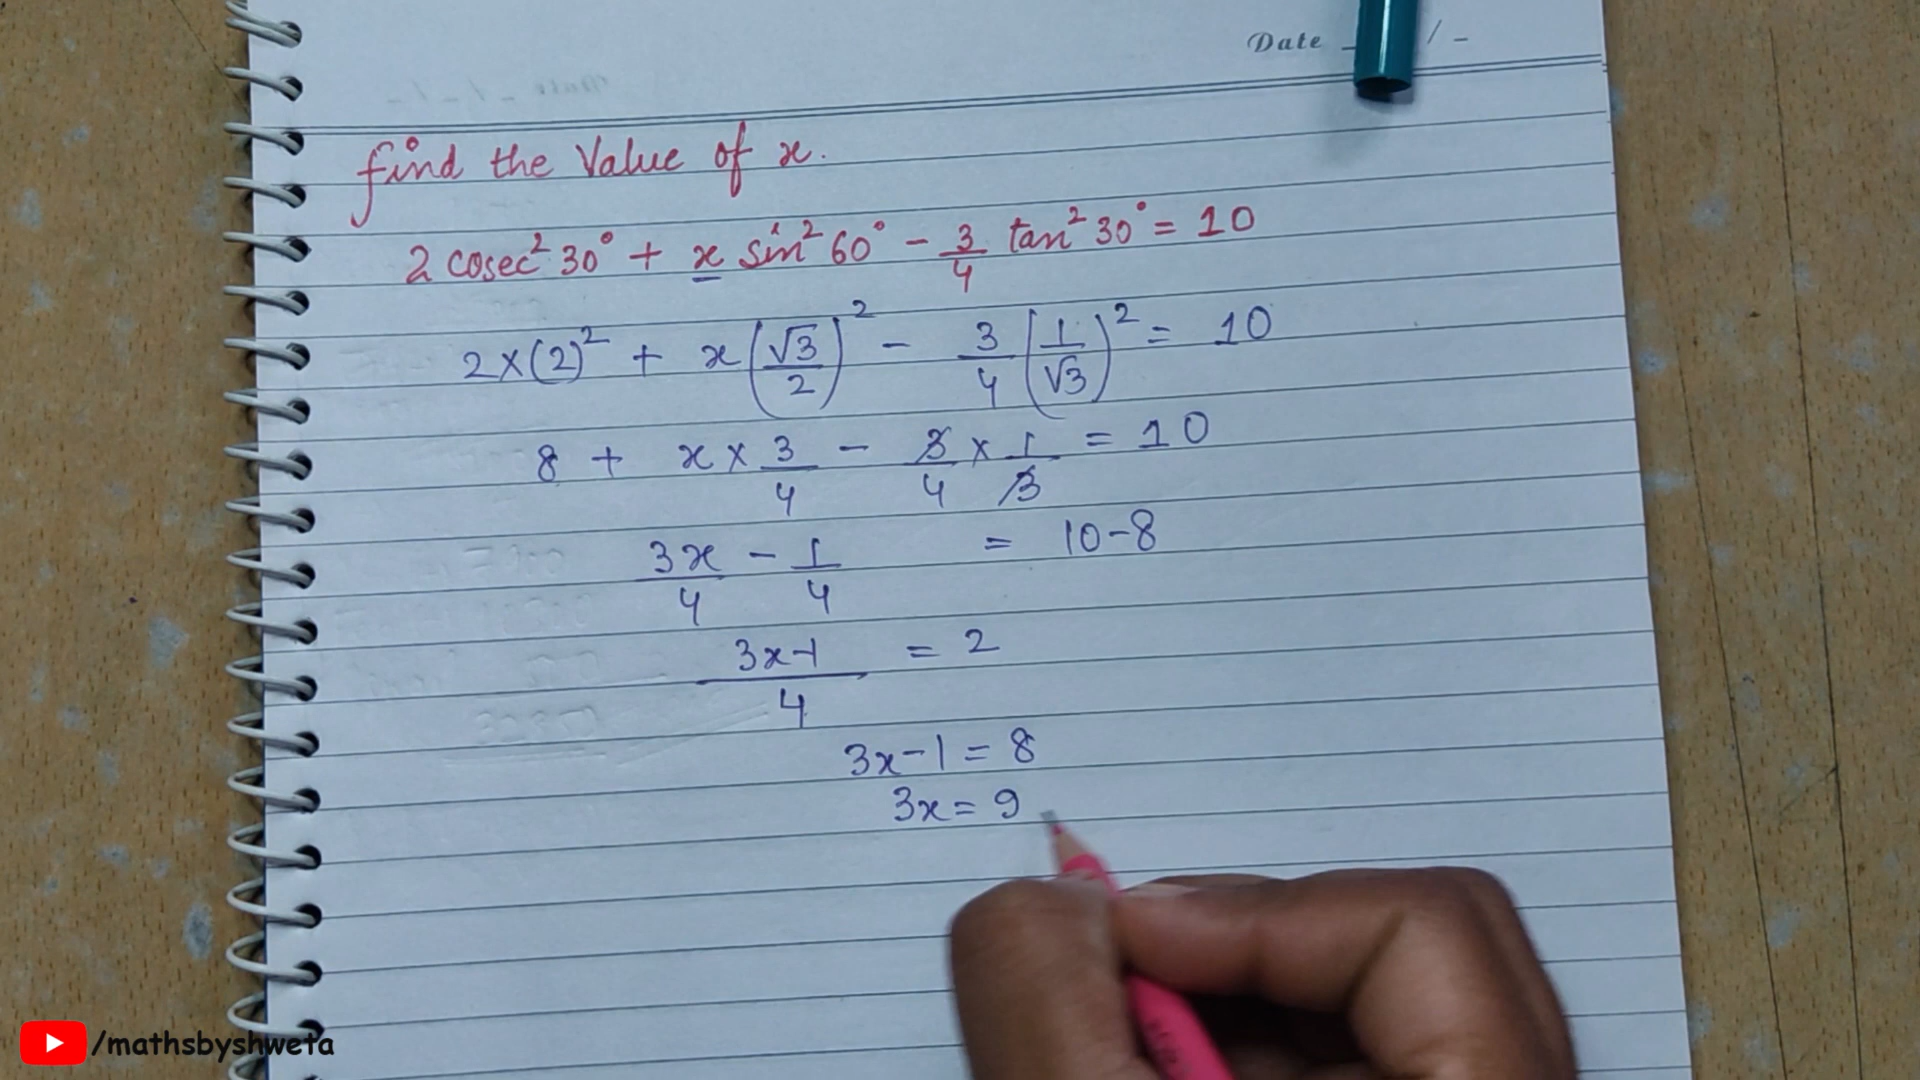 Date _ / _
find the Value of x.
2 cosec² 30° + x sin² 60° - 3/4 tan² 30° = 10
2 × (2)² + x (√3/2)² - 3/4 (1/√3)² = 10
8 + x × 3/4 - 3/4 × 1/3 = 10
3x/4 - 1/4 = 10-8
3x-1/4 = 2
3x-1 = 8
3x = 9
/mathsbyshweta